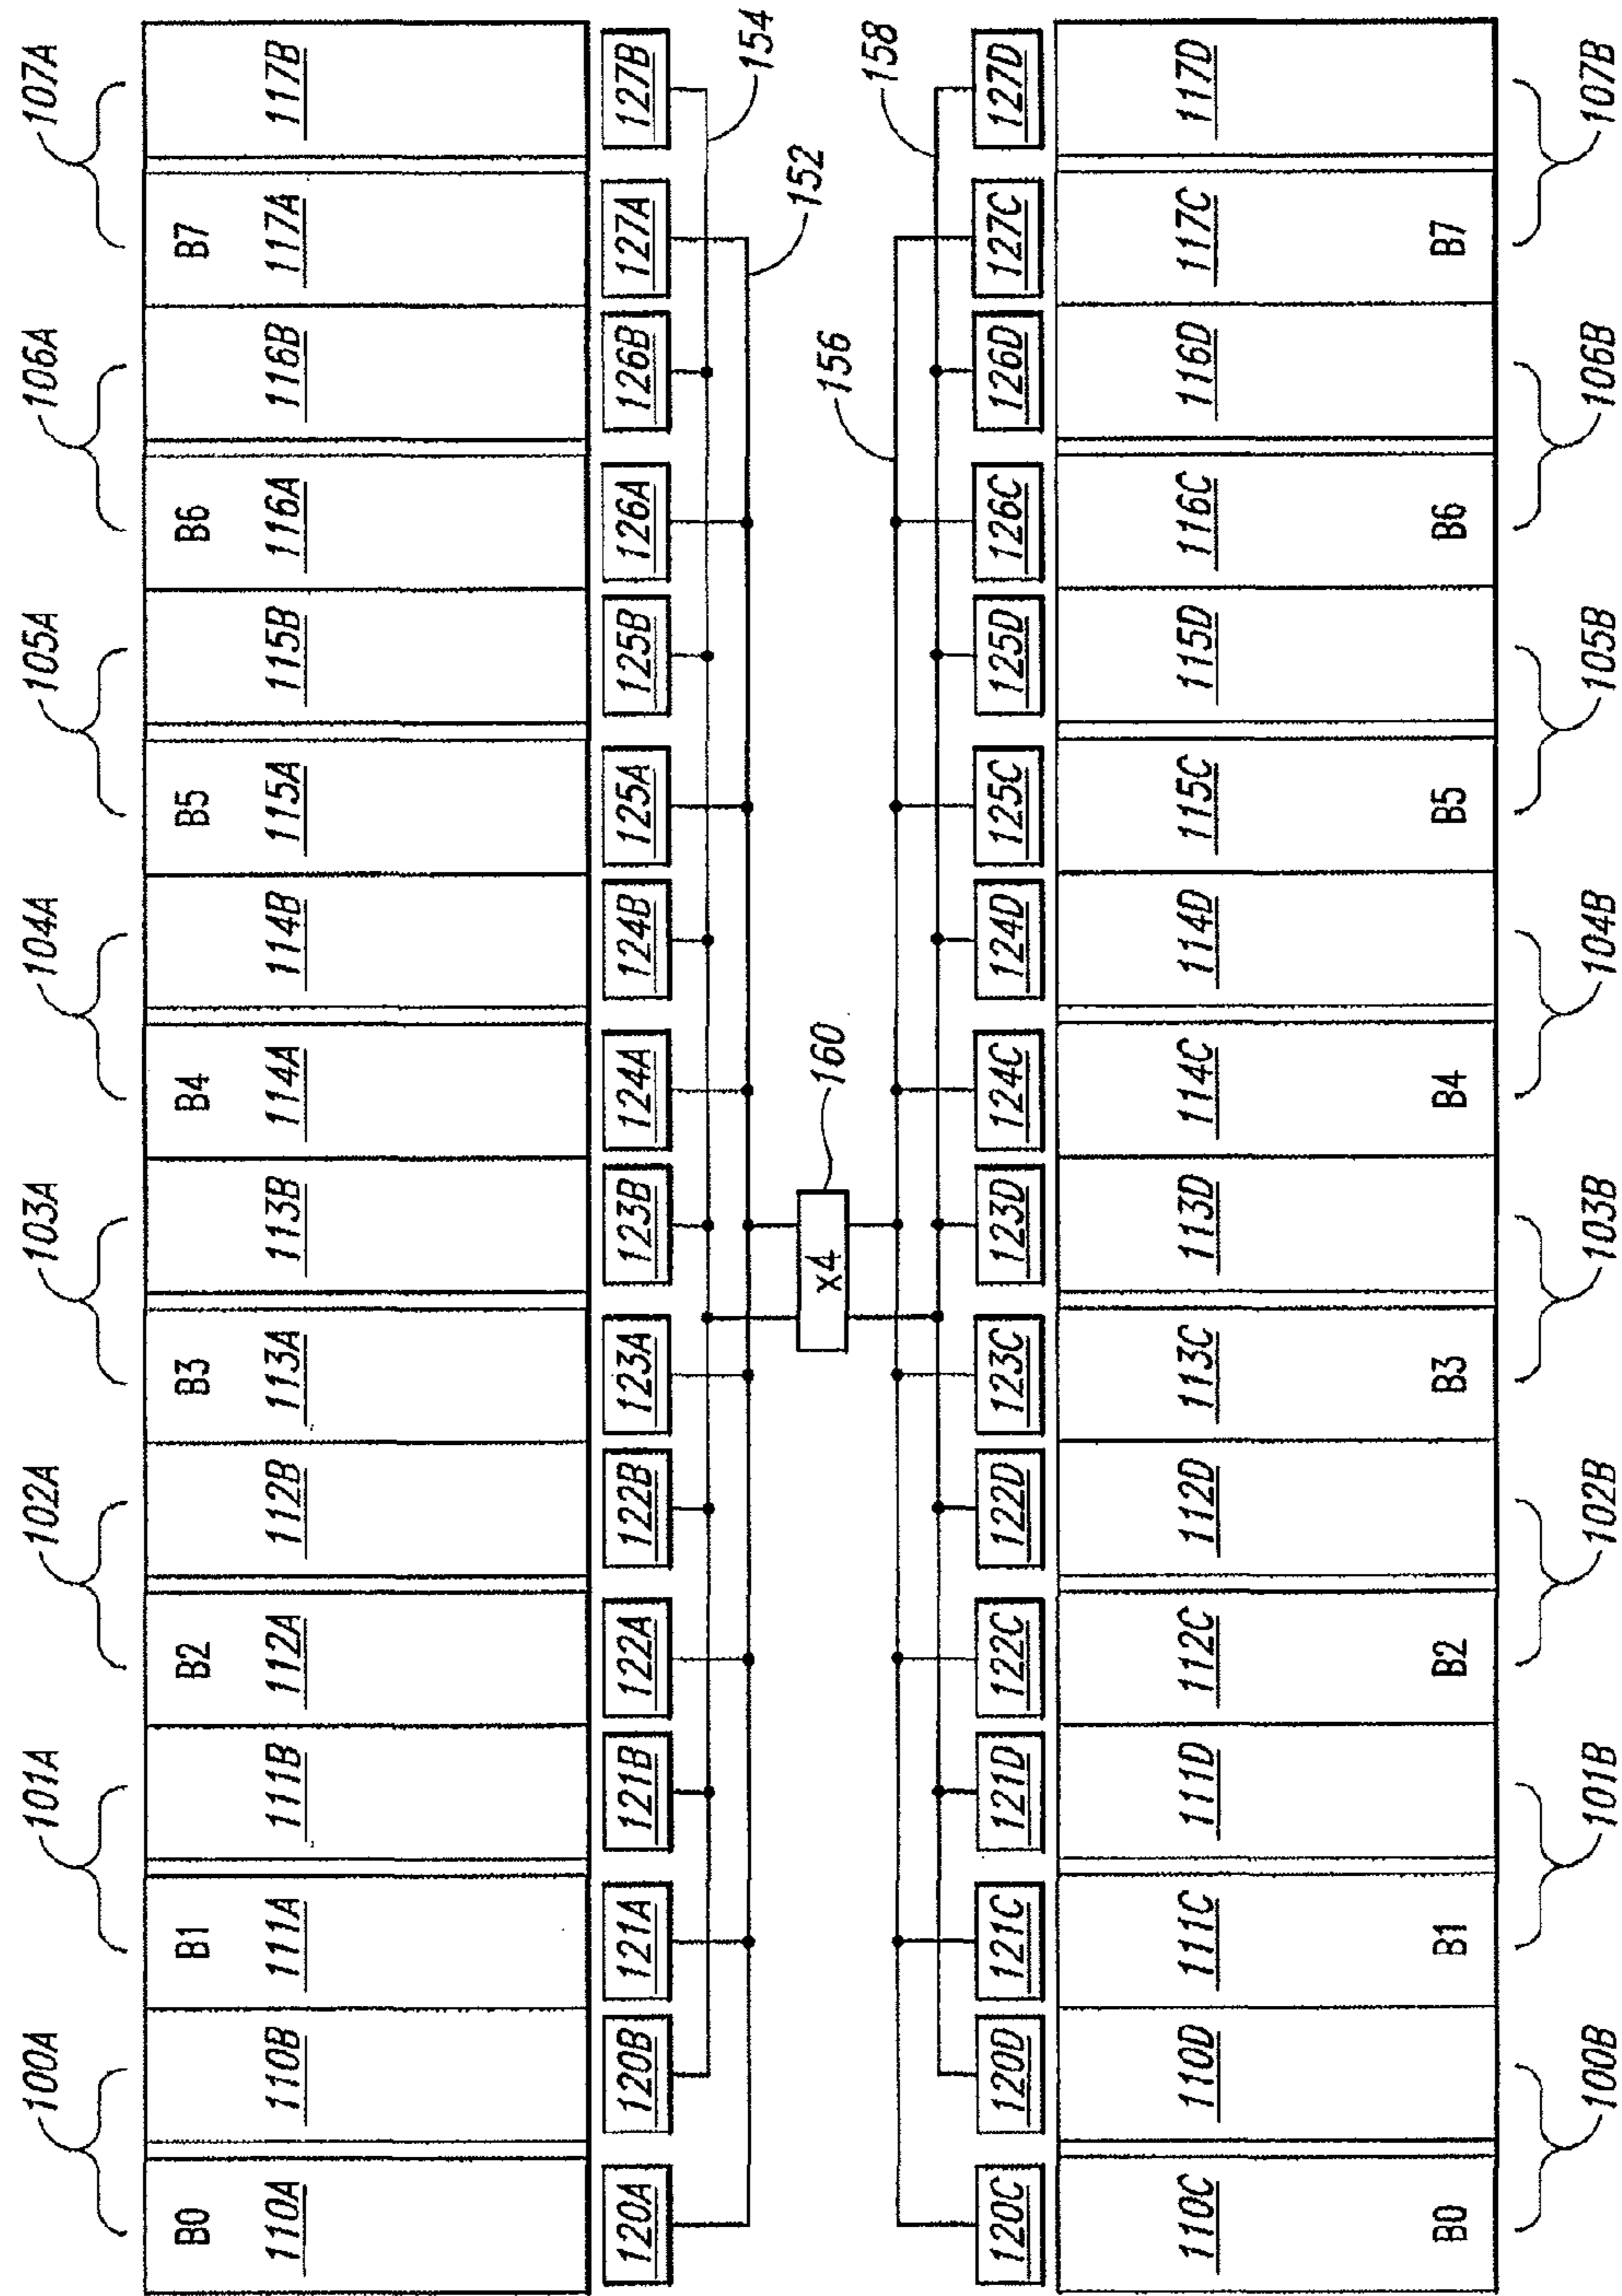 100A 101A 102A 103A 104A 105A 106A 107A
B0 B1 B2 B3 B4 B5 B6 B7
110A 110B 111A 111B 112A 112B 113A 113B 114A 114B 115A 115B 116A 116B 117A 117B
120A 120B 121A 121B 122A 122B 123A 123B 124A 124B 125A 125B 126A 126B 127A 127B
154
152
x4 160
156
158
120C 120D 121C 121D 122C 122D 123C 123D 124C 124D 125C 125D 126C 126D 127C 127D
110C 110D 111C 111D 112C 112D 113C 113D 114C 114D 115C 115D 116C 116D 117C 117D
B0 B1 B2 B3 B4 B5 B6 B7
100B 101B 102B 103B 104B 105B 106B 107B